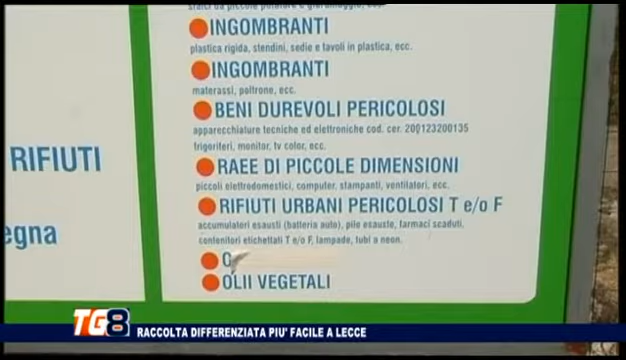 INGOMBRANTI
plastica rigida, stendini, sedie e tavoli in plastica, ecc.
INGOMBRANTI
materassi, poltrone, ecc.
BENI DUREVOLI PERICOLOSI
apparecchiature tecniche ed elettroniche cod. cer. 200123200135
frigoriferi, monitor, tv color, ecc.
RAEE DI PICCOLE DIMENSIONI
piccoli elettrodomestici, computer, stampanti, ventilatori, ecc.
RIFIUTI URBANI PERICOLOSI T e/o F
accumulatori esausti (batteria auto), pile esauste, farmaci scaduti,
contenitori etichettati T e/o F, lampade, tubi a neon.
O
OLII VEGETALI
RIFIUTI
egna
TG8
RACCOLTA DIFFERENZIATA PIU' FACILE A LECCE